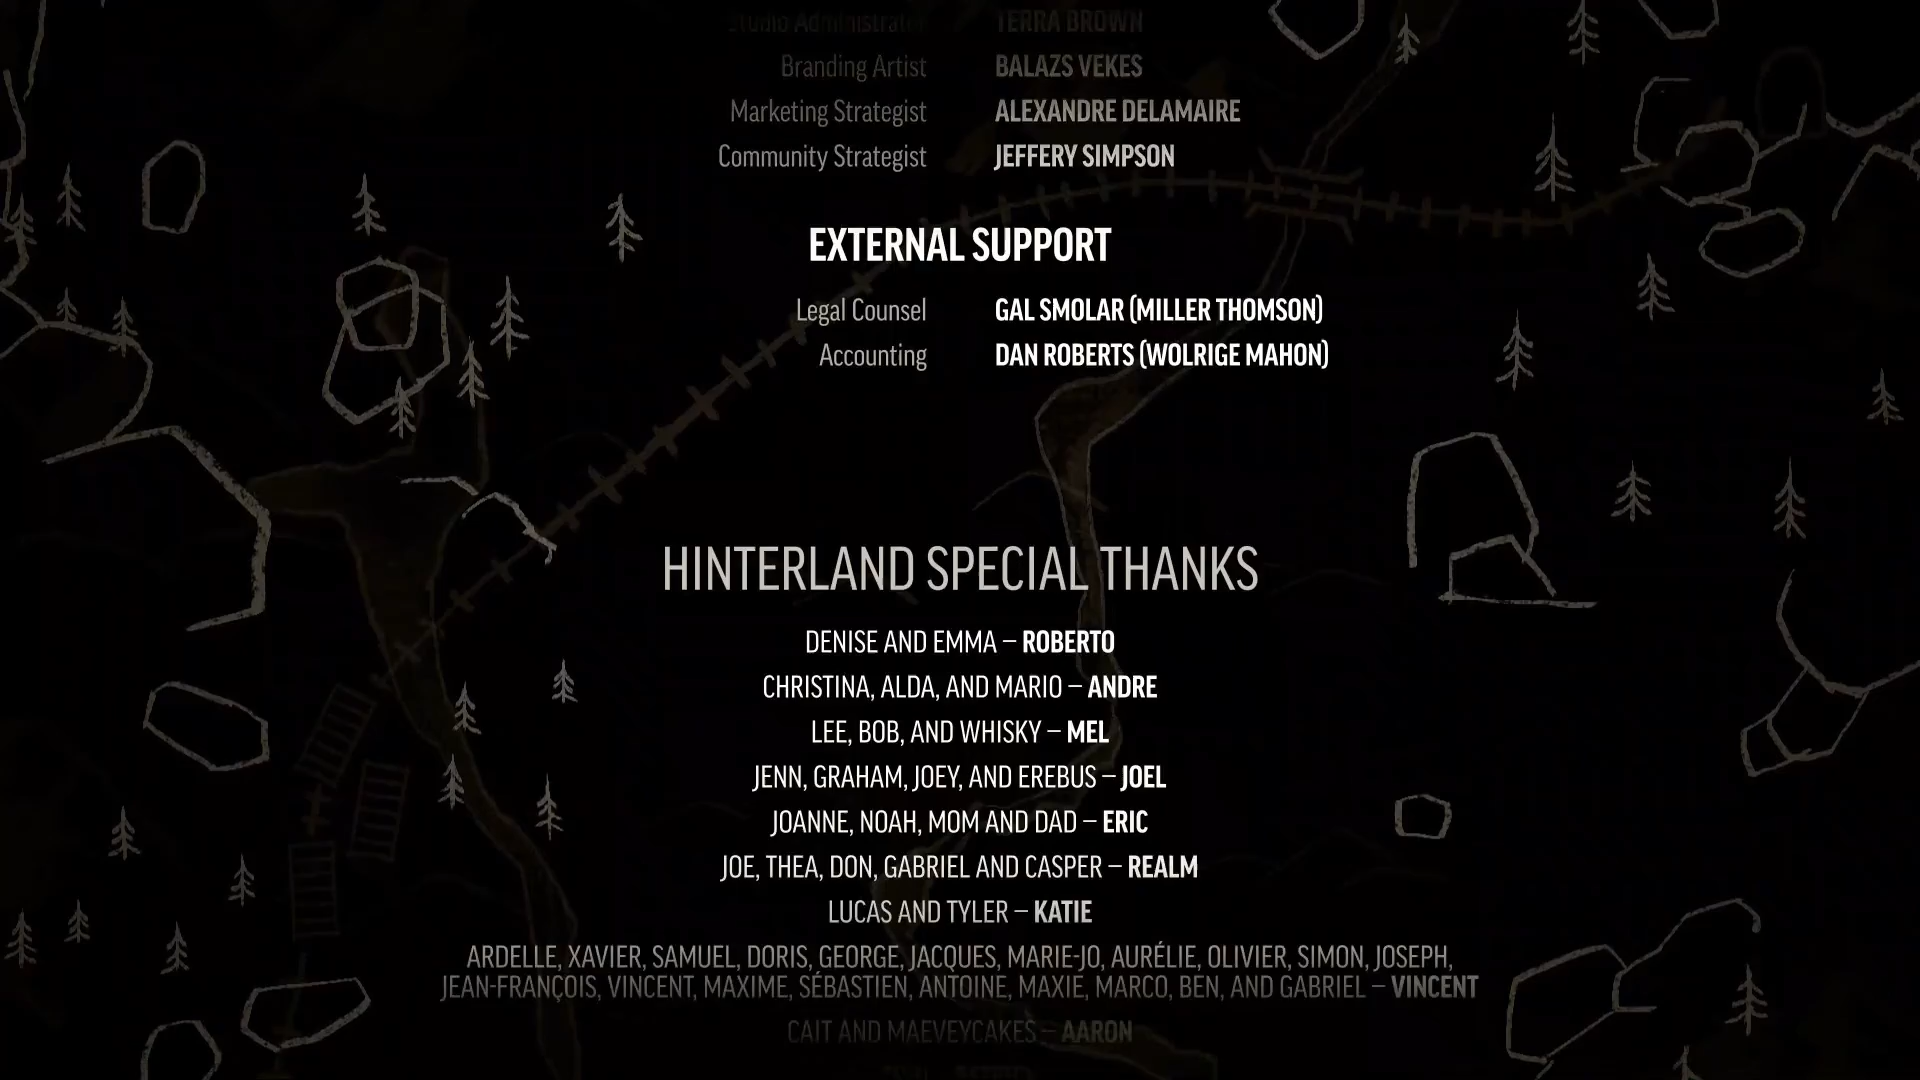 Studio Administrator TERRA BROWN
Branding Artist BALAZS VEKES
Marketing Strategist ALEXANDRE DELAMAIRE
Community Strategist JEFFERY SIMPSON
EXTERNAL SUPPORT
Legal Counsel GAL SMOLAR (MILLER THOMSON)
Accounting DAN ROBERTS (WOLRIGE MAHON)
HINTERLAND SPECIAL THANKS
DENISE AND EMMA – ROBERTO
CHRISTINA, ALDA, AND MARIO – ANDRE
LEE, BOB, AND WHISKY – MEL
JENN, GRAHAM, JOEY, AND EREBUS – JOEL
JOANNE, NOAH, MOM AND DAD – ERIC
JOE, THEA, DON, GABRIEL AND CASPER – REALM
LUCAS AND TYLER – KATIE
ARDELLE, XAVIER, SAMUEL, DORIS, GEORGE, JACQUES, MARIE-JO, AURÉLIE, OLIVIER, SIMON, JOSEPH,
JEAN-FRANÇOIS, VINCENT, MAXIME, SÉBASTIEN, ANTOINE, MAXIE, MARCO, BEN, AND GABRIEL – VINCENT
CAIT AND MAEVEYCAKES – AARON